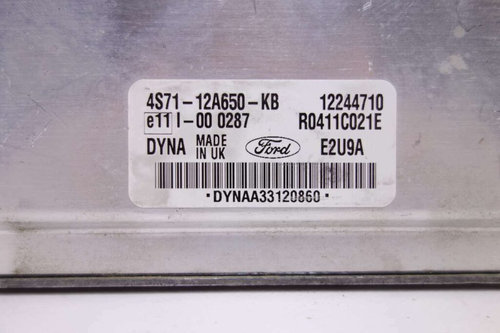 4S71-12A650-KB 12244710
e11 I-00 0287 R0411C021E
DYNA MADE IN UK Ford E2U9A
·DYNAA33120860·